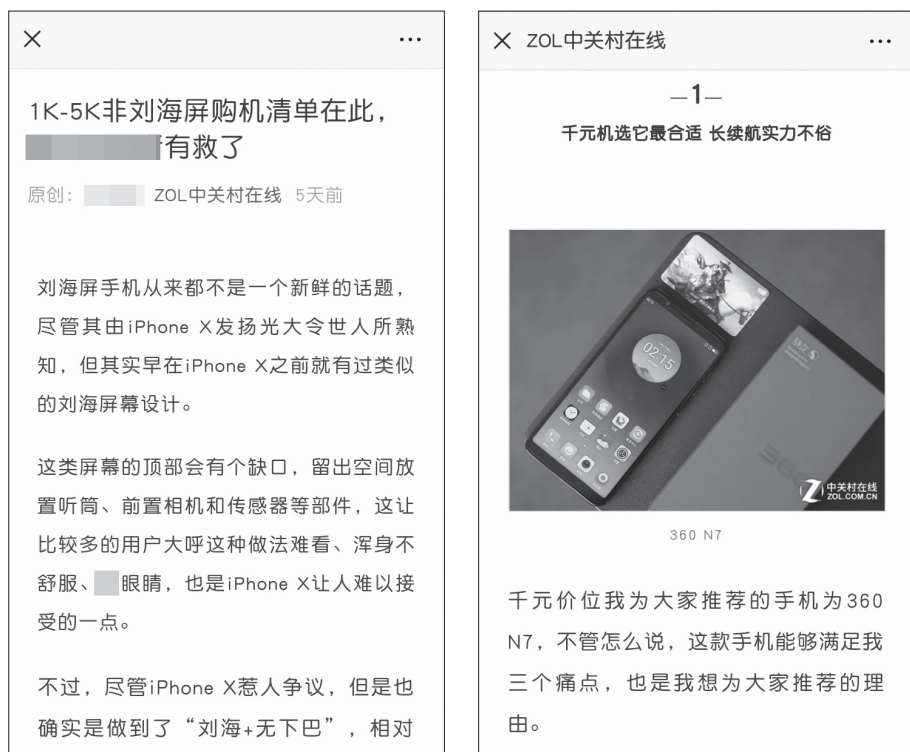 1K-5K非刘海屏购机清单在此，
有救了
原创： ZOL中关村在线 5天前
刘海屏手机从来都不是一个新鲜的话题，
尽管其由iPhone X发扬光大令世人所熟
知，但其实早在iPhone X之前就有过类似
的刘海屏幕设计。
这类屏幕的顶部会有个缺口，留出空间放
置听筒、前置相机和传感器等部件，这让
比较多的用户大呼这种做法难看、浑身不
舒服、眼睛，也是iPhone X让人难以接
受的一点。
不过，尽管iPhone X惹人争议，但是也
确实是做到了“刘海+无下巴”，相对
ZOL中关村在线
—1—
千元机选它最合适 长续航实力不俗
02:15
360
中关村在线
ZOL.COM.CN
360 N7
千元价位我为大家推荐的手机为360
N7，不管怎么说，这款手机能够满足我
三个痛点，也是我想为大家推荐的理
由。